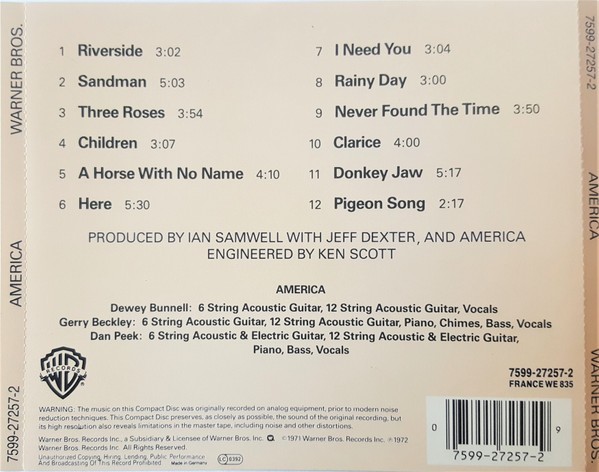 WARNER BROS.
AMERICA
7599-27257-2
1 Riverside 3:02
2 Sandman 5:03
3 Three Roses 3:54
4 Children 3:07
5 A Horse With No Name 4:10
6 Here 5:30
7 I Need You 3:04
8 Rainy Day 3:00
9 Never Found The Time 3:50
10 Clarice 4:00
11 Donkey Jaw 5:17
12 Pigeon Song 2:17
PRODUCED BY IAN SAMWELL WITH JEFF DEXTER, AND AMERICA
ENGINEERED BY KEN SCOTT
AMERICA
Dewey Bunnell: 6 String Acoustic Guitar, 12 String Acoustic Guitar, Vocals
Gerry Beckley: 6 String Acoustic Guitar, 12 String Acoustic Guitar, Piano, Chimes, Bass, Vocals
Dan Peek: 6 String Acoustic & Electric Guitar, 12 String Acoustic & Electric Guitar,
Piano, Bass, Vocals
WB
RECORDS
7599-27257-2
FRANCE WE 835
WARNING: The music on this Compact Disc was originally recorded on analog equipment, prior to modern noise
reduction techniques. This Compact Disc preserves, as closely as possible, the sound of the original recording, but
its high resolution also reveals limitations in the master tape, including noise and other distortions.
Warner Bros. Records Inc., a Subsidiary & Licensee of Warner Bros. Inc. ©1971 Warner Bros. Records Inc. ℗1972
Warner Bros. Records Inc. All Rights Reserved.
Unauthorized Copying, Hiring, Lending, Public Performance
And Broadcasting Of This Record Prohibited. Made in Germany LC 0392
0 9
7599-27257-2
7599-27257-2
AMERICA
WARNER BROS.